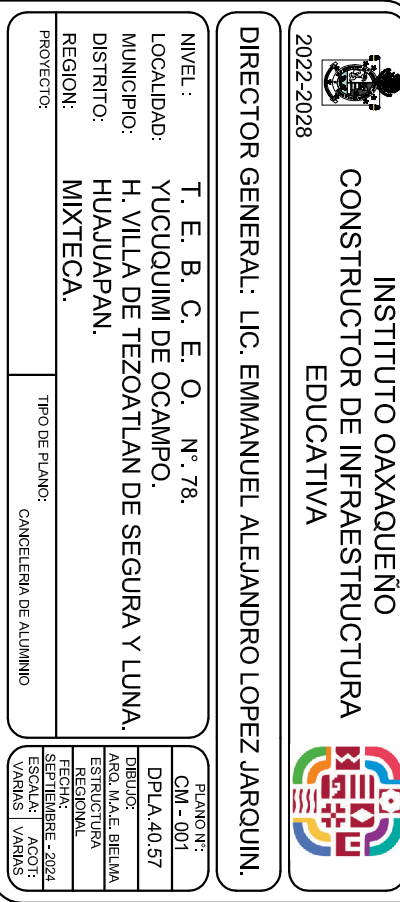 INSTITUTO OAXAQUEÑO
CONSTRUCTOR DE INFRAESTRUCTURA
EDUCATIVA
2022-2028
DIRECTOR GENERAL: LIC. EMMANUEL ALEJANDRO LOPEZ JARQUIN.
NIVEL.: T. E. B. C. E. O. N°. 78.
LOCALIDAD: YUCUQUIMI DE OCAMPO.
MUNICIPIO: H. VILLA DE TEZOATLAN DE SEGURA Y LUNA.
DISTRITO: HUAJUAPAN.
REGION: MIXTECA.
PROYECTO:
TIPO DE PLANO:
CANCELERIA DE ALUMINIO
PLANO N°:
CM - 001
DPLA.40.57
DIBUJO:
ARQ. M.A.E. BIELMA
ESTRUCTURA
REGIONAL
FECHA:
SEPTIEMBRE - 2024
ESCALA: ACOT:
VARIAS VARIAS